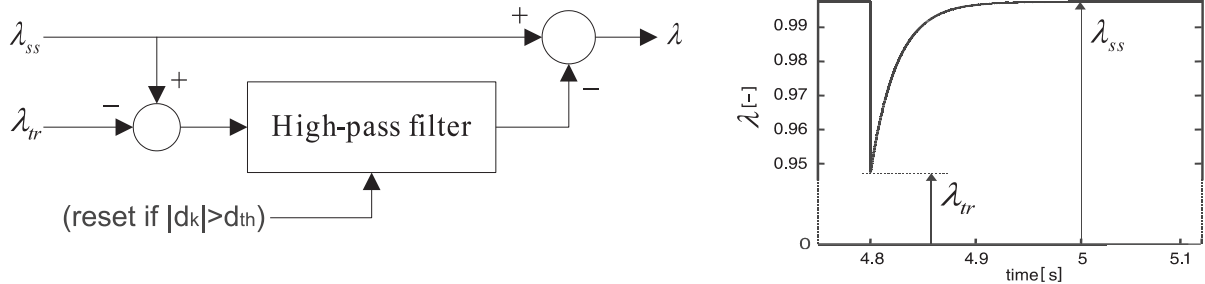 λss
+
λ
+
−
−
λtr
High-pass filter
(reset if |dk|>dth)
0.99
0.98
0.97
0.96
0.95
0
λ [-]
λss
λtr
4.8 4.9 5 5.1
time[s]